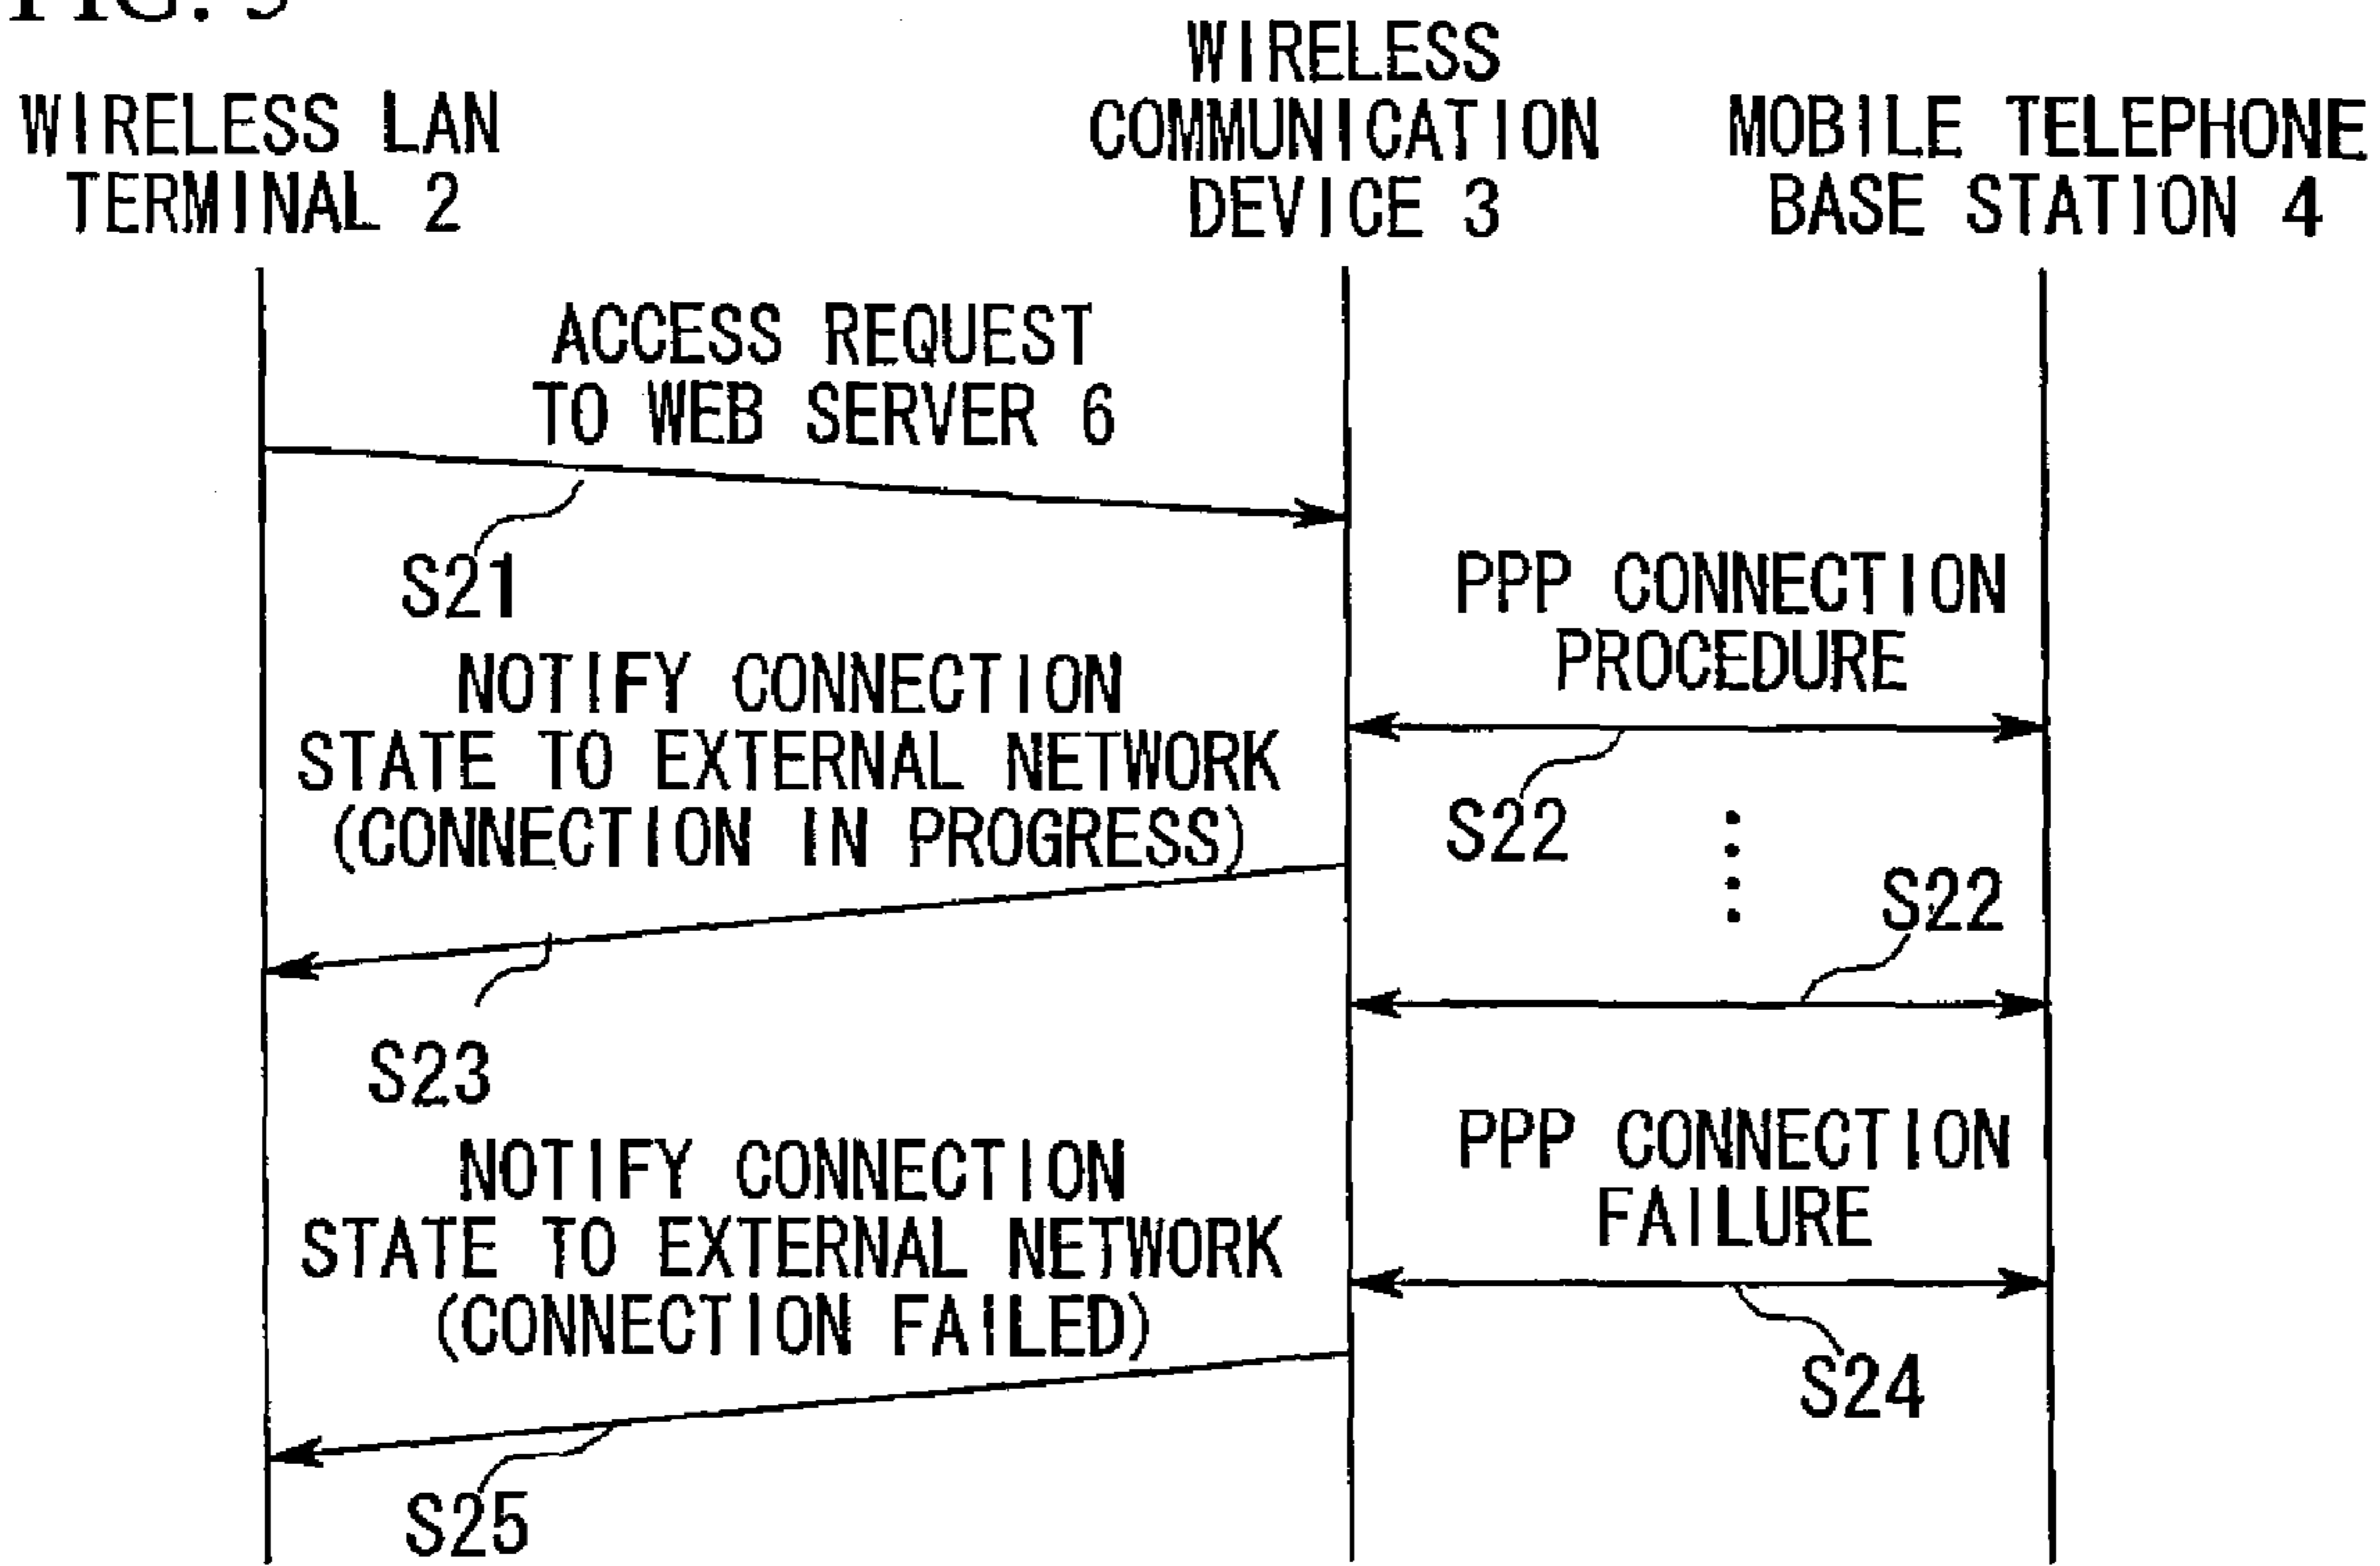 WIRELESS LAN
TERMINAL 2
WIRELESS
COMMUNICATION
DEVICE 3
MOBILE TELEPHONE
BASE STATION 4
ACCESS REQUEST
TO WEB SERVER 6
S21
PPP CONNECTION
PROCEDURE
S22
NOTIFY CONNECTION
STATE TO EXTERNAL NETWORK
(CONNECTION IN PROGRESS)
S22
S23
PPP CONNECTION
FAILURE
S24
NOTIFY CONNECTION
STATE TO EXTERNAL NETWORK
(CONNECTION FAILED)
S25